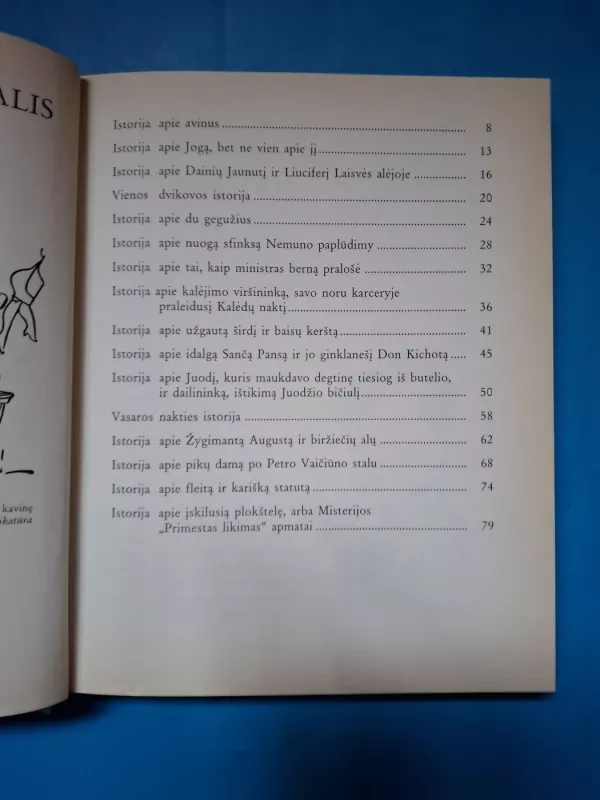 ALIS
kavinę
ikatūra
Istorija apie avinus 8
Istorija apie Jogą, bet ne vien apie jį 13
Istorija apie Dainių Jaunutį ir Liuciferį Laisvės alėjoje 16
Vienos dvikovos istorija 20
Istorija apie du gegužius 24
Istorija apie nuogą sfinksą Nemuno paplūdimy 28
Istorija apie tai, kaip ministras berną pralošė 32
Istorija apie kalėjimo viršininką, savo noru karceryje
praleidusį Kalėdų naktį 36
Istorija apie užgautą širdį ir baisų kerštą 41
Istorija apie idalgą Sančą Pansą ir jo ginklanešį Don Kichotą 45
Istorija apie Juodį, kuris maukdavo degtinę tiesiog iš butelio,
ir dailininką, ištikimą Juodžio bičiulį 50
Vasaros nakties istorija 58
Istorija apie Žygimantą Augustą ir biržiečių alų 62
Istorija apie pikų damą po Petro Vaičiūno stalu 68
Istorija apie fleitą ir karišką statutą 74
Istorija apie įskilusią plokštelę, arba Misterijos
„Primestas likimas“ apmatai 79